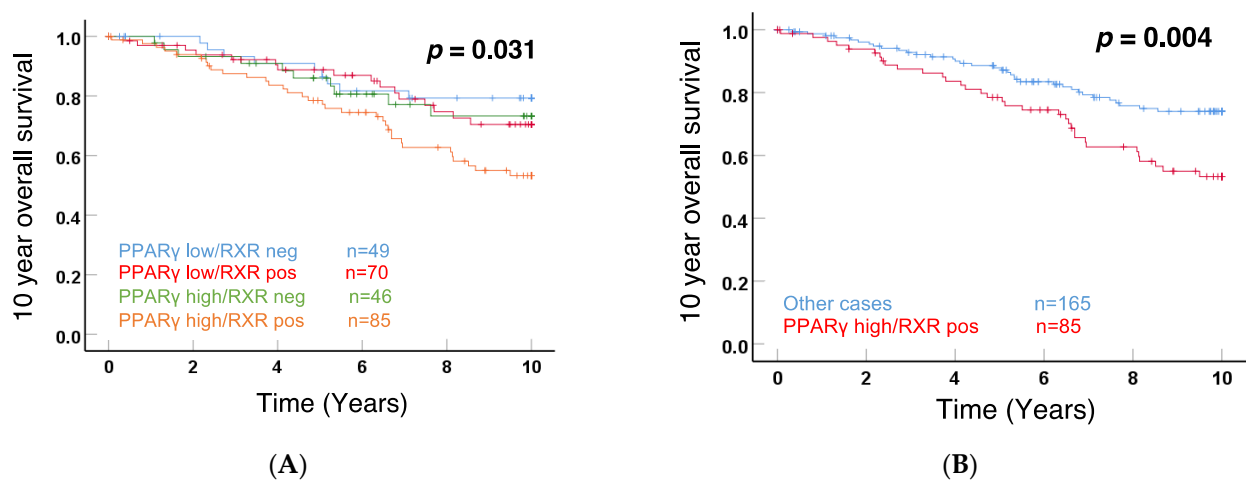 p = 0.031
10 year overall survival
1.0
0.8
0.6
0.4
0.2
0.0
PPARγ low/RXR neg n=49
PPARγ low/RXR pos n=70
PPARγ high/RXR neg n=46
PPARγ high/RXR pos n=85
0 2 4 6 8 10
Time (Years)
(A)
p = 0.004
10 year overall survival
1.0
0.8
0.6
0.4
0.2
0.0
Other cases n=165
PPARγ high/RXR pos n=85
0 2 4 6 8 10
Time (Years)
(B)